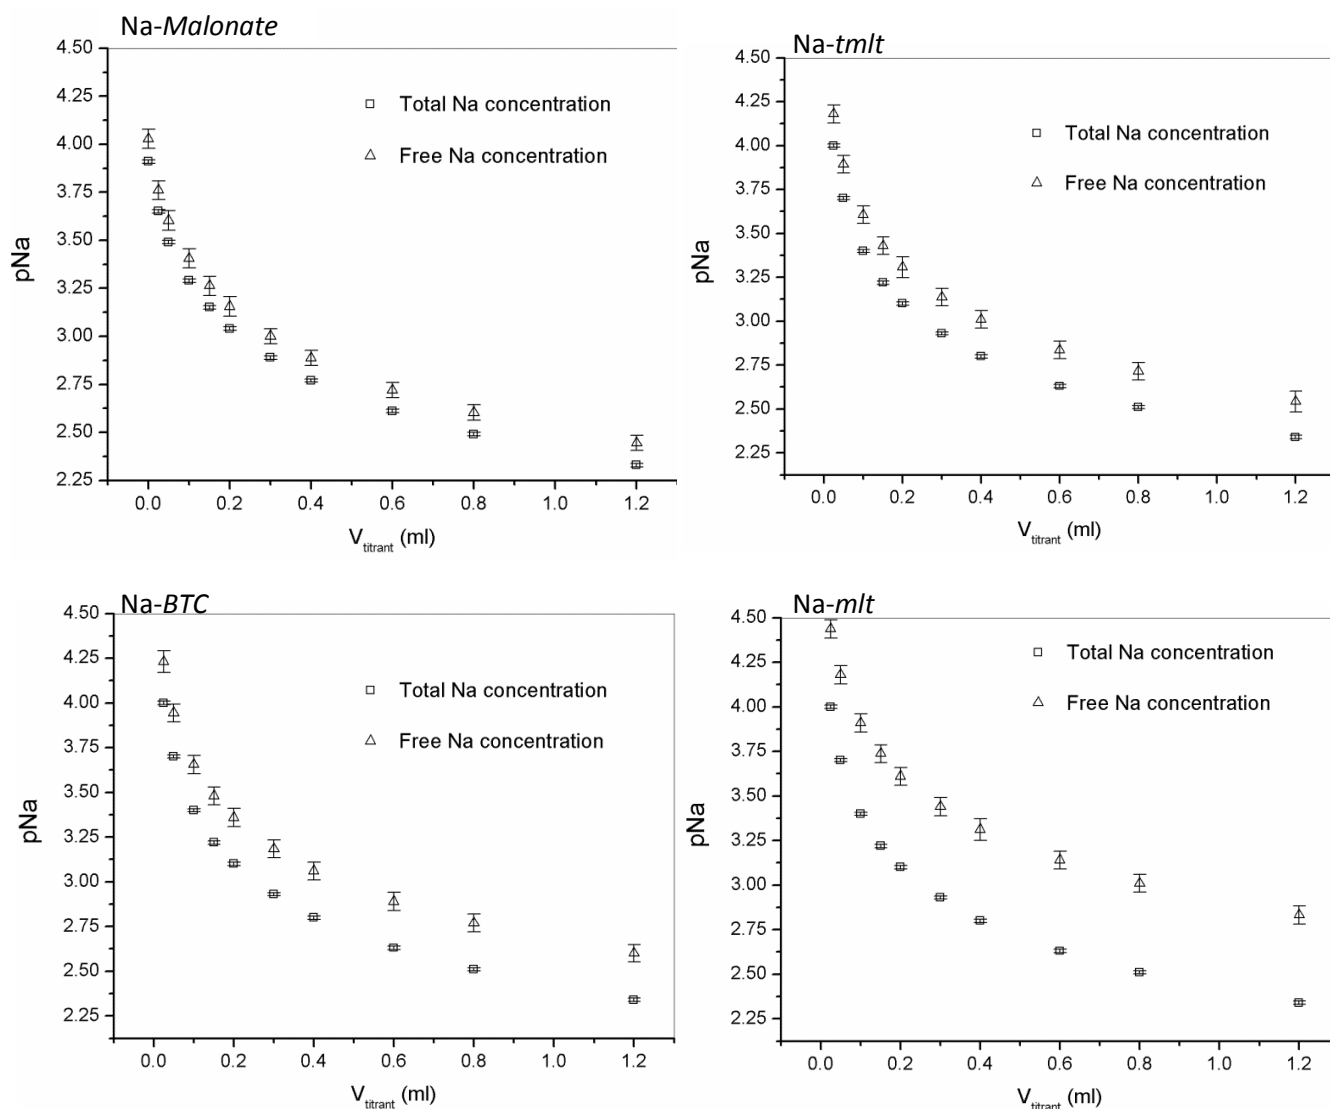 Na-Malonate
4.50
4.25
4.00
3.75
3.50
3.25
3.00
2.75
2.50
2.25
pNa
Total Na concentration
Free Na concentration
0.0 0.2 0.4 0.6 0.8 1.0 1.2
V titrant (ml)
Na-tmlt
4.50
4.25
4.00
3.75
3.50
3.25
3.00
2.75
2.50
2.25
pNa
Total Na concentration
Free Na concentration
0.0 0.2 0.4 0.6 0.8 1.0 1.2
V titrant (ml)
Na-BTC
4.50
4.25
4.00
3.75
3.50
3.25
3.00
2.75
2.50
2.25
pNa
Total Na concentration
Free Na concentration
0.0 0.2 0.4 0.6 0.8 1.0 1.2
V titrant (ml)
Na-mlt
4.50
4.25
4.00
3.75
3.50
3.25
3.00
2.75
2.50
2.25
pNa
Total Na concentration
Free Na concentration
0.0 0.2 0.4 0.6 0.8 1.0 1.2
V titrant (ml)